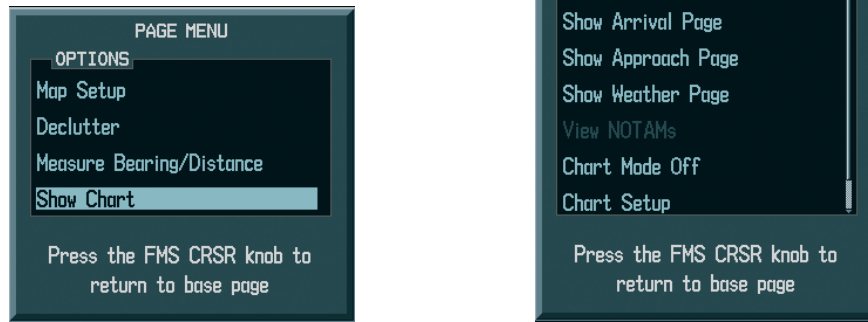 PAGE MENU
OPTIONS
Map Setup
Declutter
Measure Bearing/Distance
Show Chart
Press the FMS CRSR knob to
return to base page
Show Arrival Page
Show Approach Page
Show Weather Page
View NOTAMs
Chart Mode Off
Chart Setup
Press the FMS CRSR knob to
return to base page